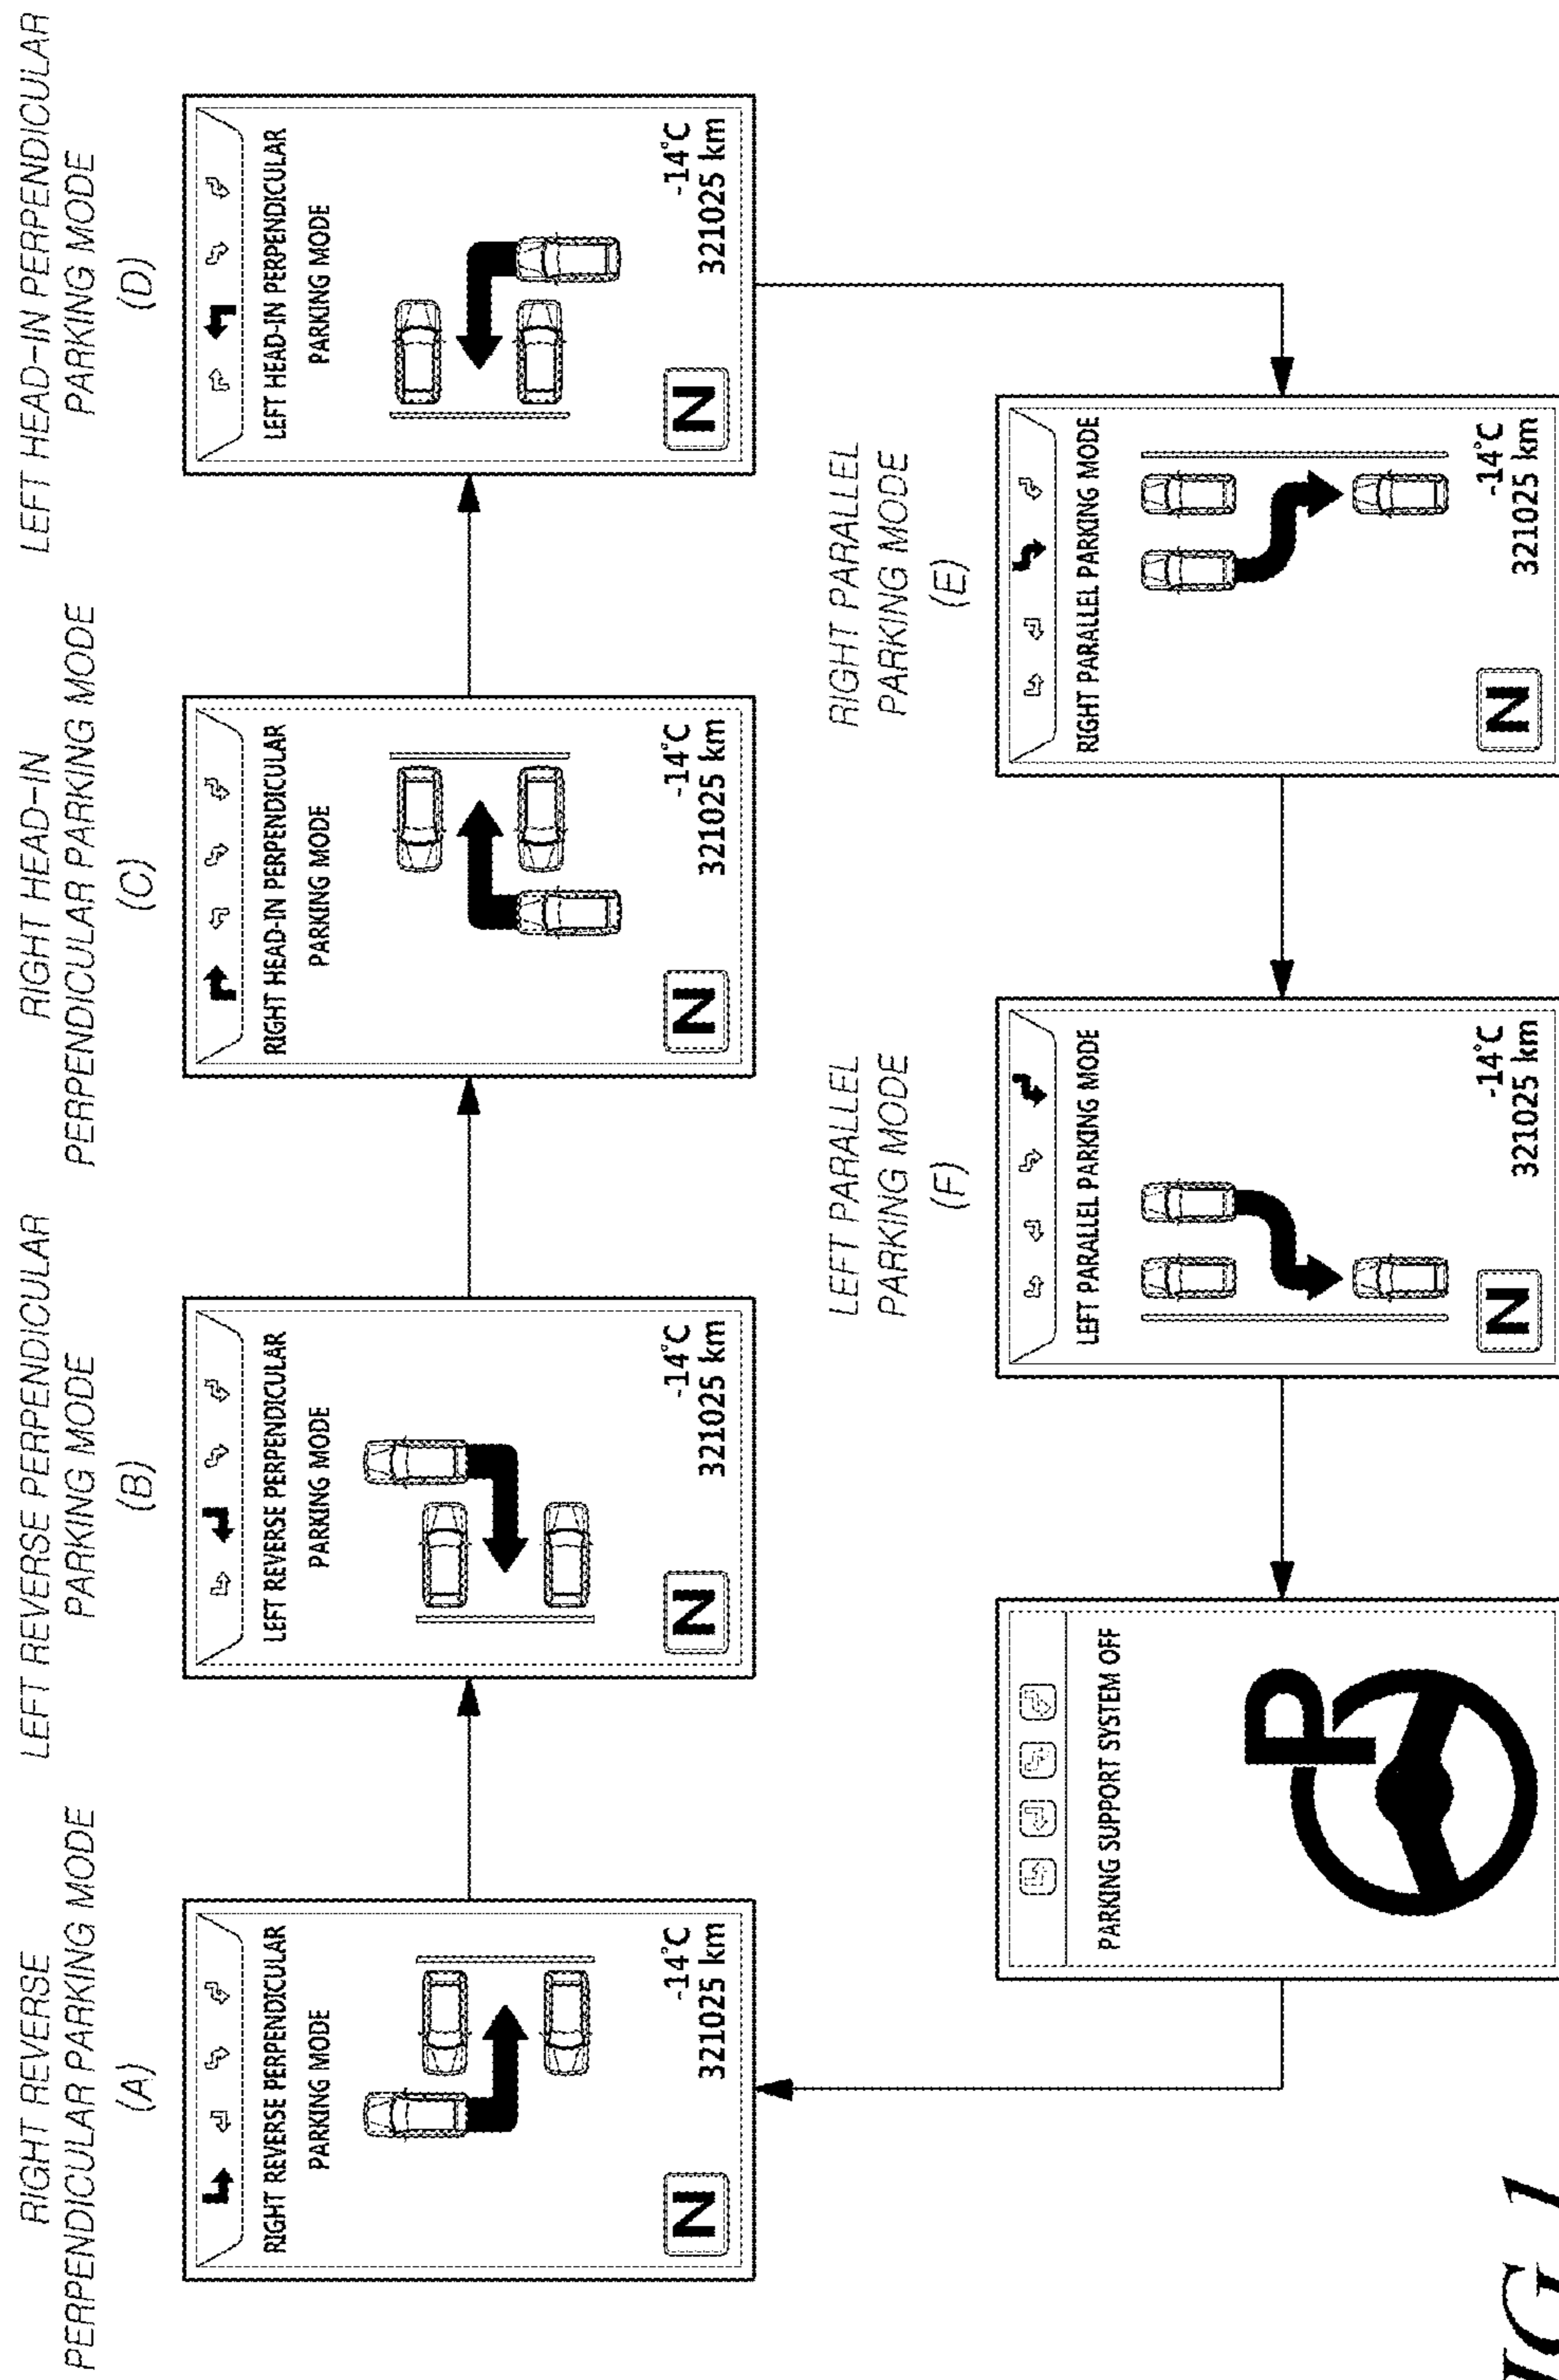 RIGHT REVERSE
PERPENDICULAR PARKING MODE
(A)
RIGHT REVERSE PERPENDICULAR
PARKING MODE
N
-14°C
321025 km
LEFT REVERSE PERPENDICULAR
PARKING MODE
(B)
LEFT REVERSE PERPENDICULAR
PARKING MODE
N
-14°C
321025 km
RIGHT HEAD-IN
PERPENDICULAR PARKING MODE
(C)
RIGHT HEAD-IN PERPENDICULAR
PARKING MODE
N
-14°C
321025 km
LEFT HEAD-IN PERPENDICULAR
PARKING MODE
(D)
LEFT HEAD-IN PERPENDICULAR
PARKING MODE
N
-14°C
321025 km
PARKING SUPPORT SYSTEM OFF
P
LEFT PARALLEL
PARKING MODE
(F)
LEFT PARALLEL PARKING MODE
N
-14°C
321025 km
RIGHT PARALLEL
PARKING MODE
(E)
RIGHT PARALLEL PARKING MODE
N
-14°C
321025 km